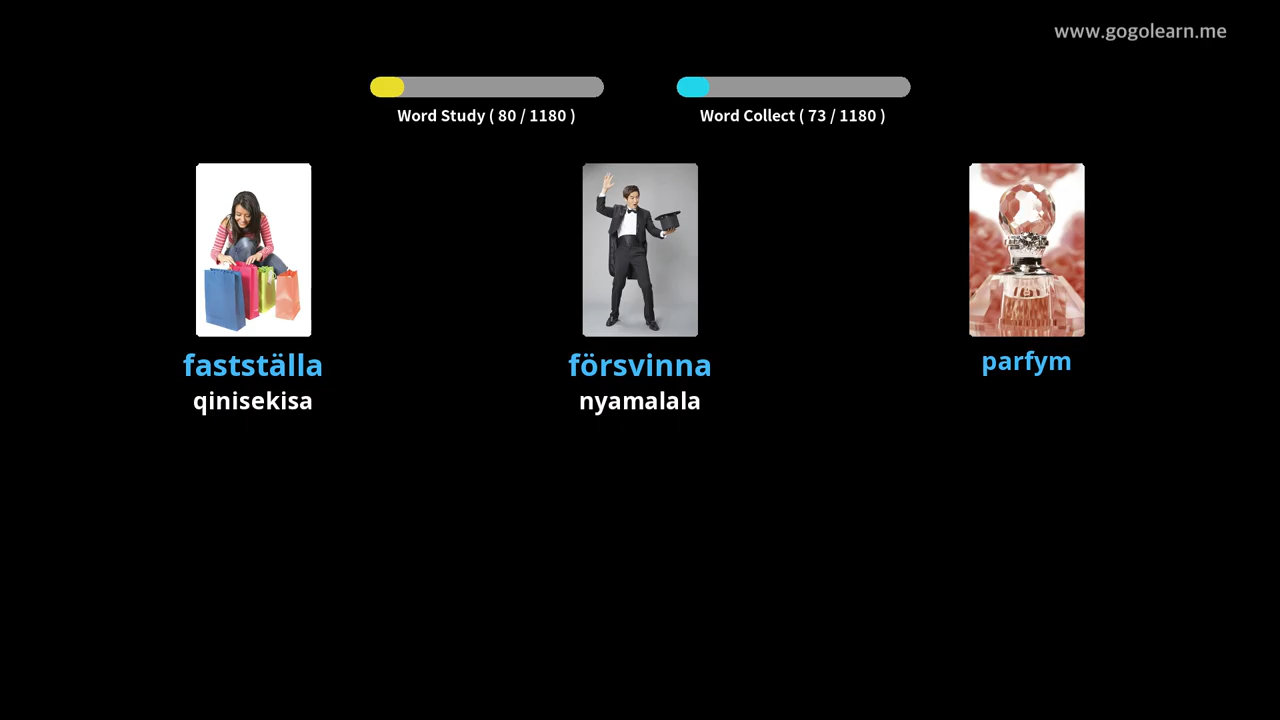 www.gogolearn.me
Word Study ( 80 / 1180 )
Word Collect ( 73 / 1180 )
fastställa
qinisekisa
försvinna
nyamalala
parfym